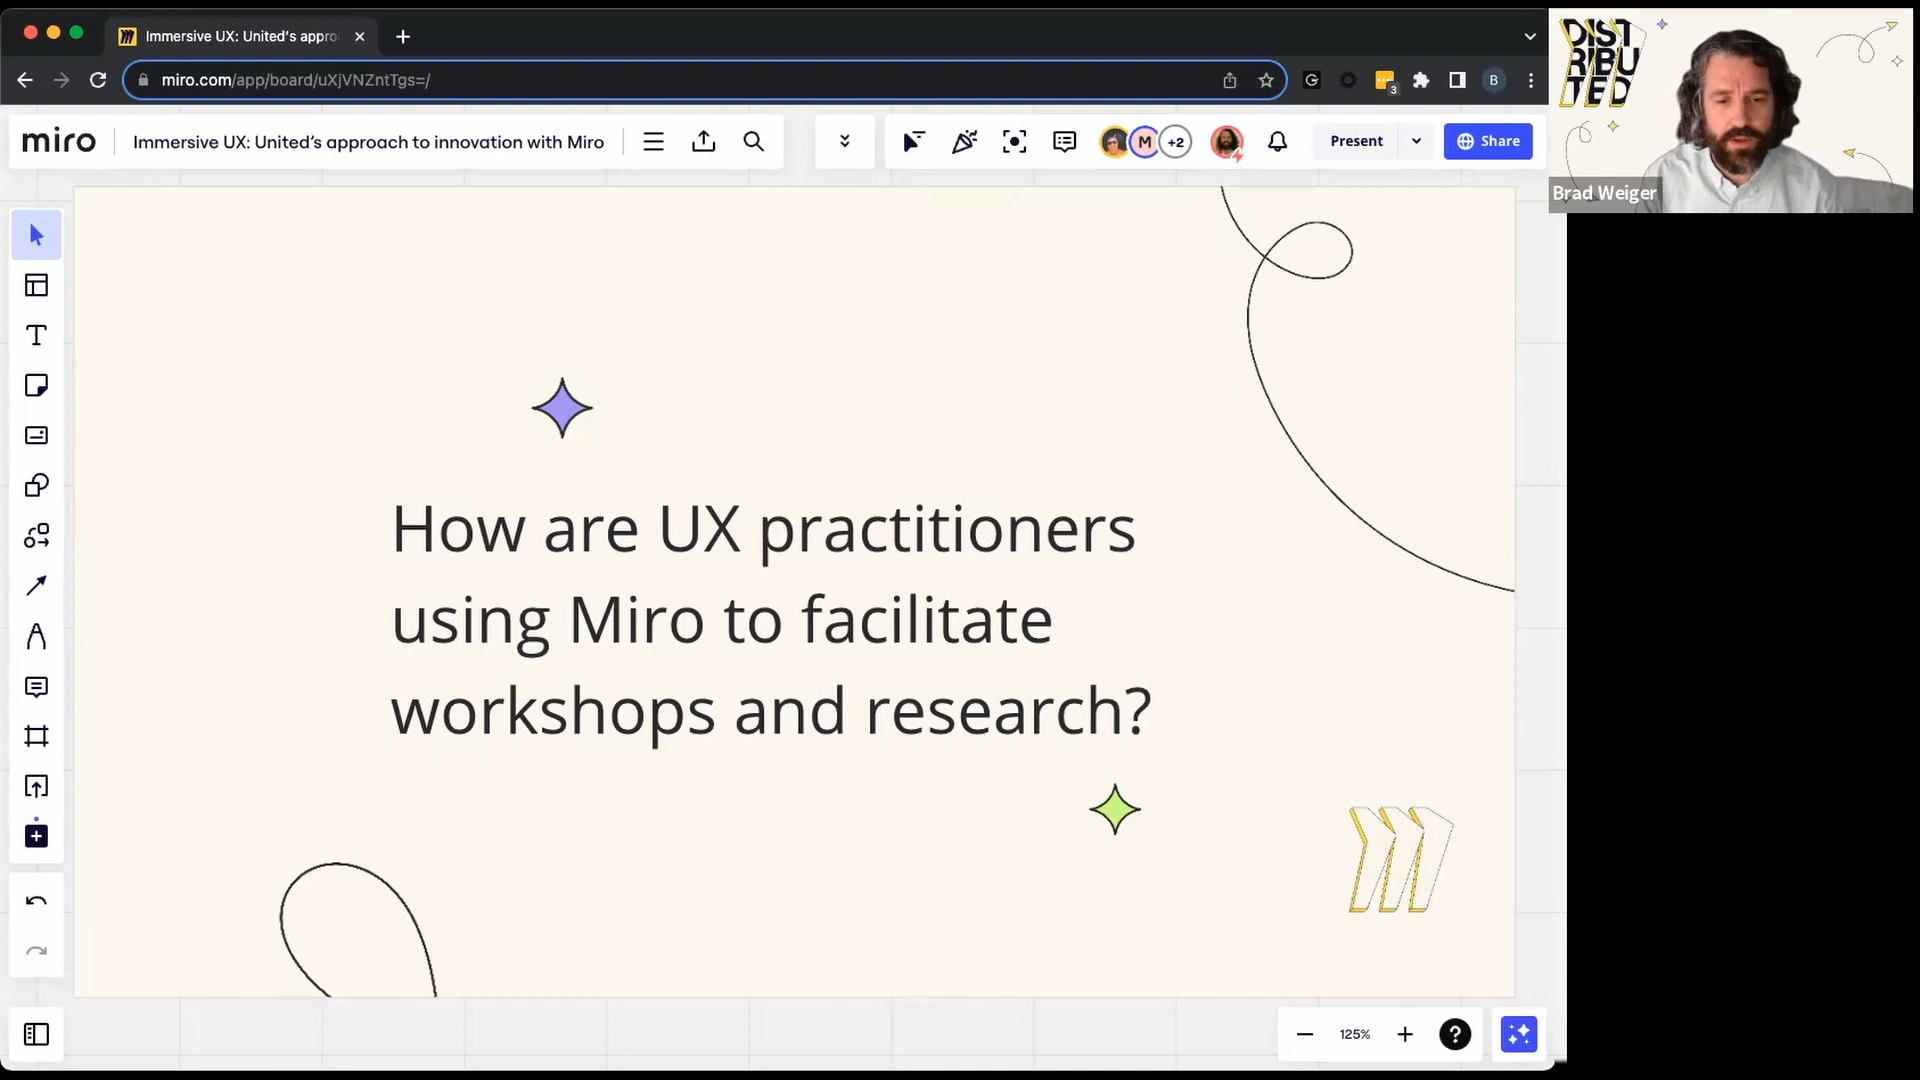 Immersive UX: United's appro
miro.com/app/board/uXjVNZntTgs=/
G
3
B
DIST
RIBU
TED
miro
Immersive UX: United's approach to innovation with Miro
M
+2
Present
Share
Brad Weiger
T
How are UX practitioners
using Miro to facilitate
workshops and research?
125%
?